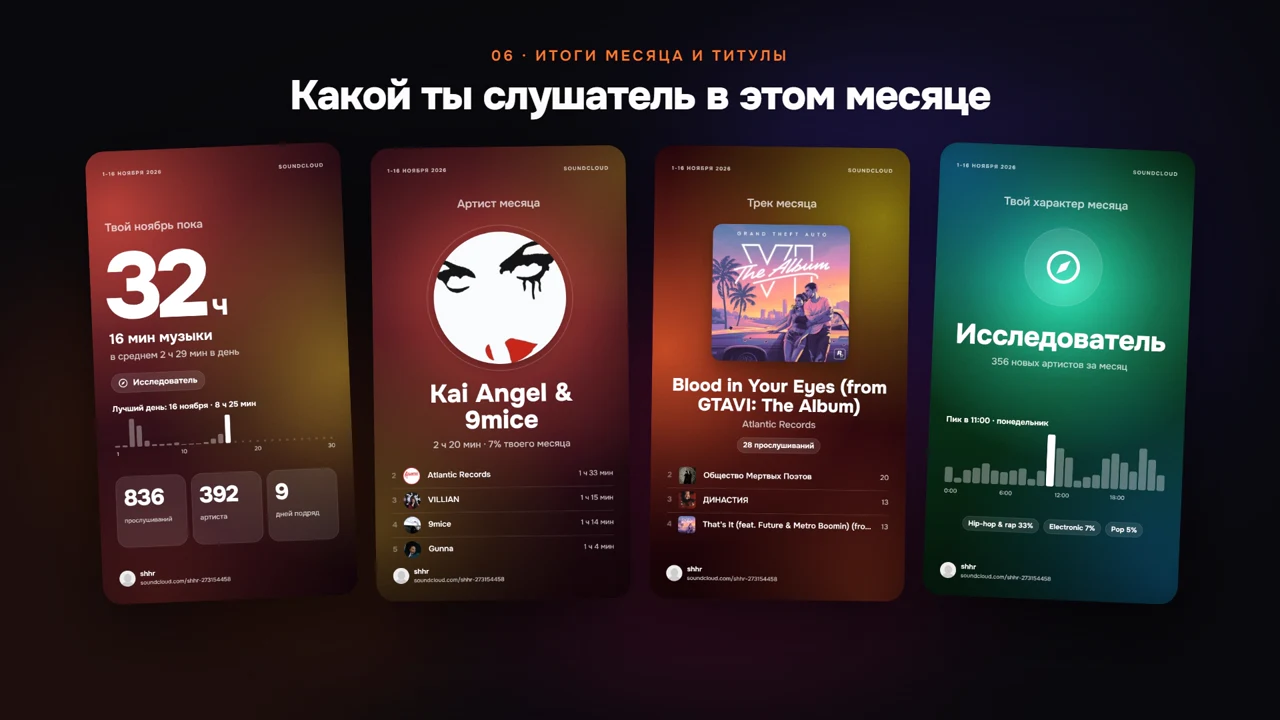 06 · ИТОГИ МЕСЯЦА И ТИТУЛЫ
Какой ты слушатель в этом месяце
1-16 НОЯБРЯ 2026
SOUNDCLOUD
Твой ноябрь пока
32 ч
16 мин музыки
в среднем 2 ч 29 мин в день
Исследователь
Лучший день: 16 ноября · 8 ч 25 мин
1 10 20 30
836
прослушиваний
392
артиста
9
дней подряд
shhr
soundcloud.com/shhr-273154458
1-16 НОЯБРЯ 2026
SOUNDCLOUD
Артист месяца
Kai Angel &
9mice
2 ч 20 мин · 7% твоего месяца
2 Atlantic Records 1 ч 33 мин
3 VILLIAN 1 ч 15 мин
4 9mice 1 ч 14 мин
5 Gunna 1 ч 4 мин
shhr
soundcloud.com/shhr-273154458
1-16 НОЯБРЯ 2026
SOUNDCLOUD
Трек месяца
GRAND THEFT AUTO
VI
The Album
Blood in Your Eyes (from
GTAVI: The Album)
Atlantic Records
28 прослушиваний
2 Общество Мертвых Поэтов 20
3 ДИНАСТИЯ 13
4 That's It (feat. Future & Metro Boomin) (fro... 13
shhr
soundcloud.com/shhr-273154458
1-16 НОЯБРЯ 2026
SOUNDCLOUD
Твой характер месяца
Исследователь
356 новых артистов за месяц
Пик в 11:00 · понедельник
0:00 6:00 12:00 18:00
Hip-hop & rap 33% Electronic 7% Pop 5%
shhr
soundcloud.com/shhr-273154458